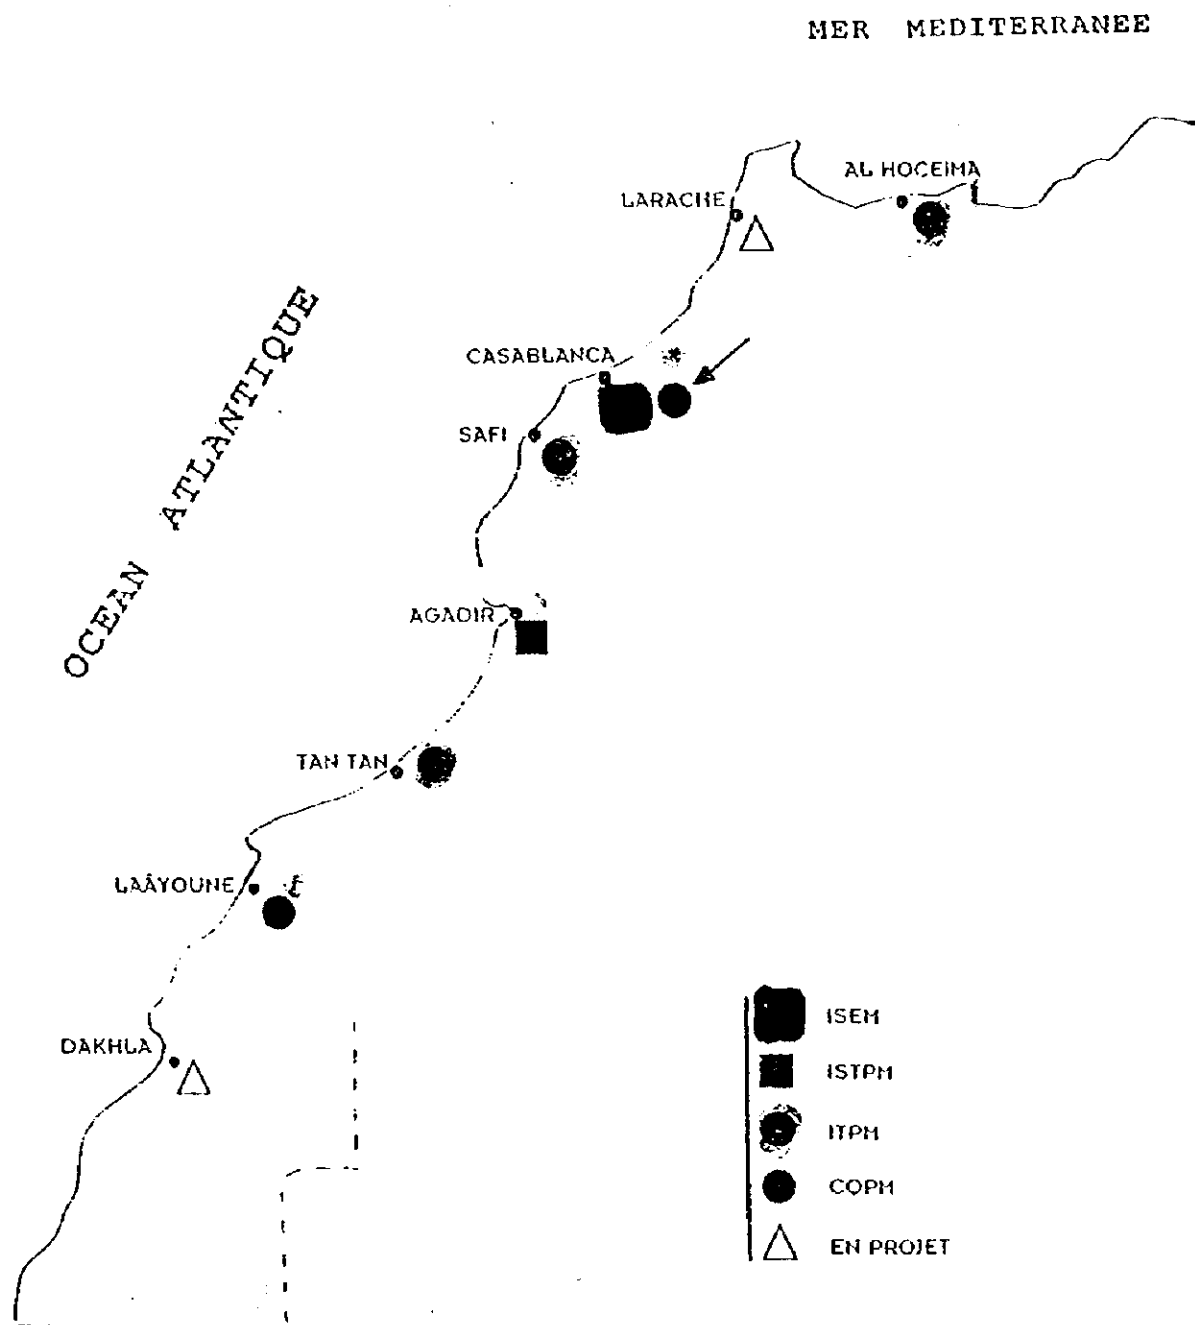 MER MEDITERRANEE
AL HOCEIMA
LARACHE
OCEAN ATLANTIQUE
CASABLANCA
SAFI
AGADIR
TAN TAN
LAÂYOUNE
DAKHLA
ISEM
ISTPM
ITPM
CQPM
EN PROJET